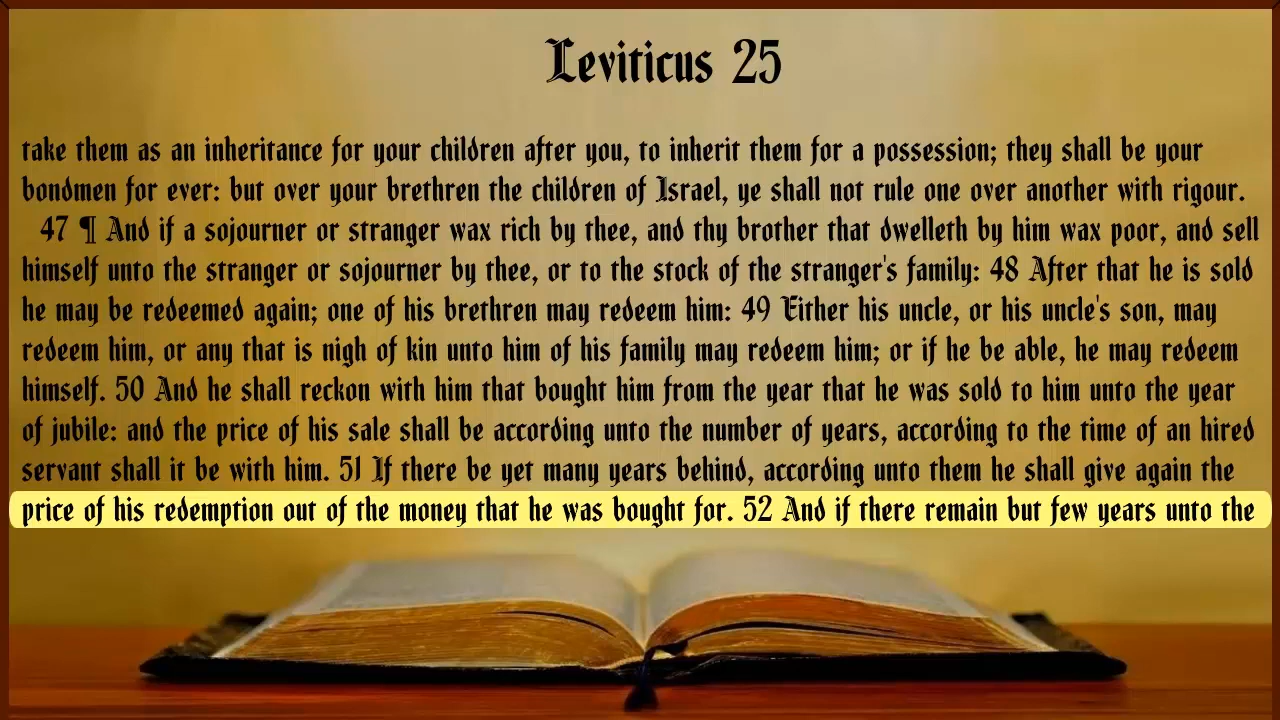 Leviticus 25
take them as an inheritance for your children after you, to inherit them for a possession; they shall be your
bondmen for ever: but over your brethren the children of Israel, ye shall not rule one over another with rigour.
47 ¶ And if a sojourner or stranger wax rich by thee, and thy brother that dwelleth by him wax poor, and sell
himself unto the stranger or sojourner by thee, or to the stock of the stranger's family: 48 After that he is sold
he may be redeemed again; one of his brethren may redeem him: 49 Either his uncle, or his uncle's son, may
redeem him, or any that is nigh of kin unto him of his family may redeem him; or if he be able, he may redeem
himself. 50 And he shall reckon with him that bought him from the year that he was sold to him unto the year
of jubile: and the price of his sale shall be according unto the number of years, according to the time of an hired
servant shall it be with him. 51 If there be yet many years behind, according unto them he shall give again the
price of his redemption out of the money that he was bought for. 52 And if there remain but few years unto the